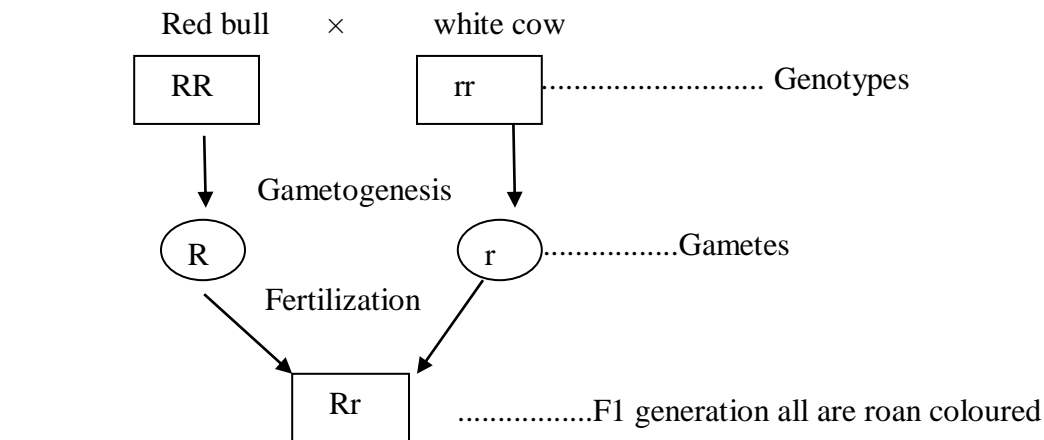 Red bull × white cow
RR rr .......................... Genotypes
Gametogenesis
R r .................Gametes
Fertilization
Rr .................F1 generation all are roan coloured